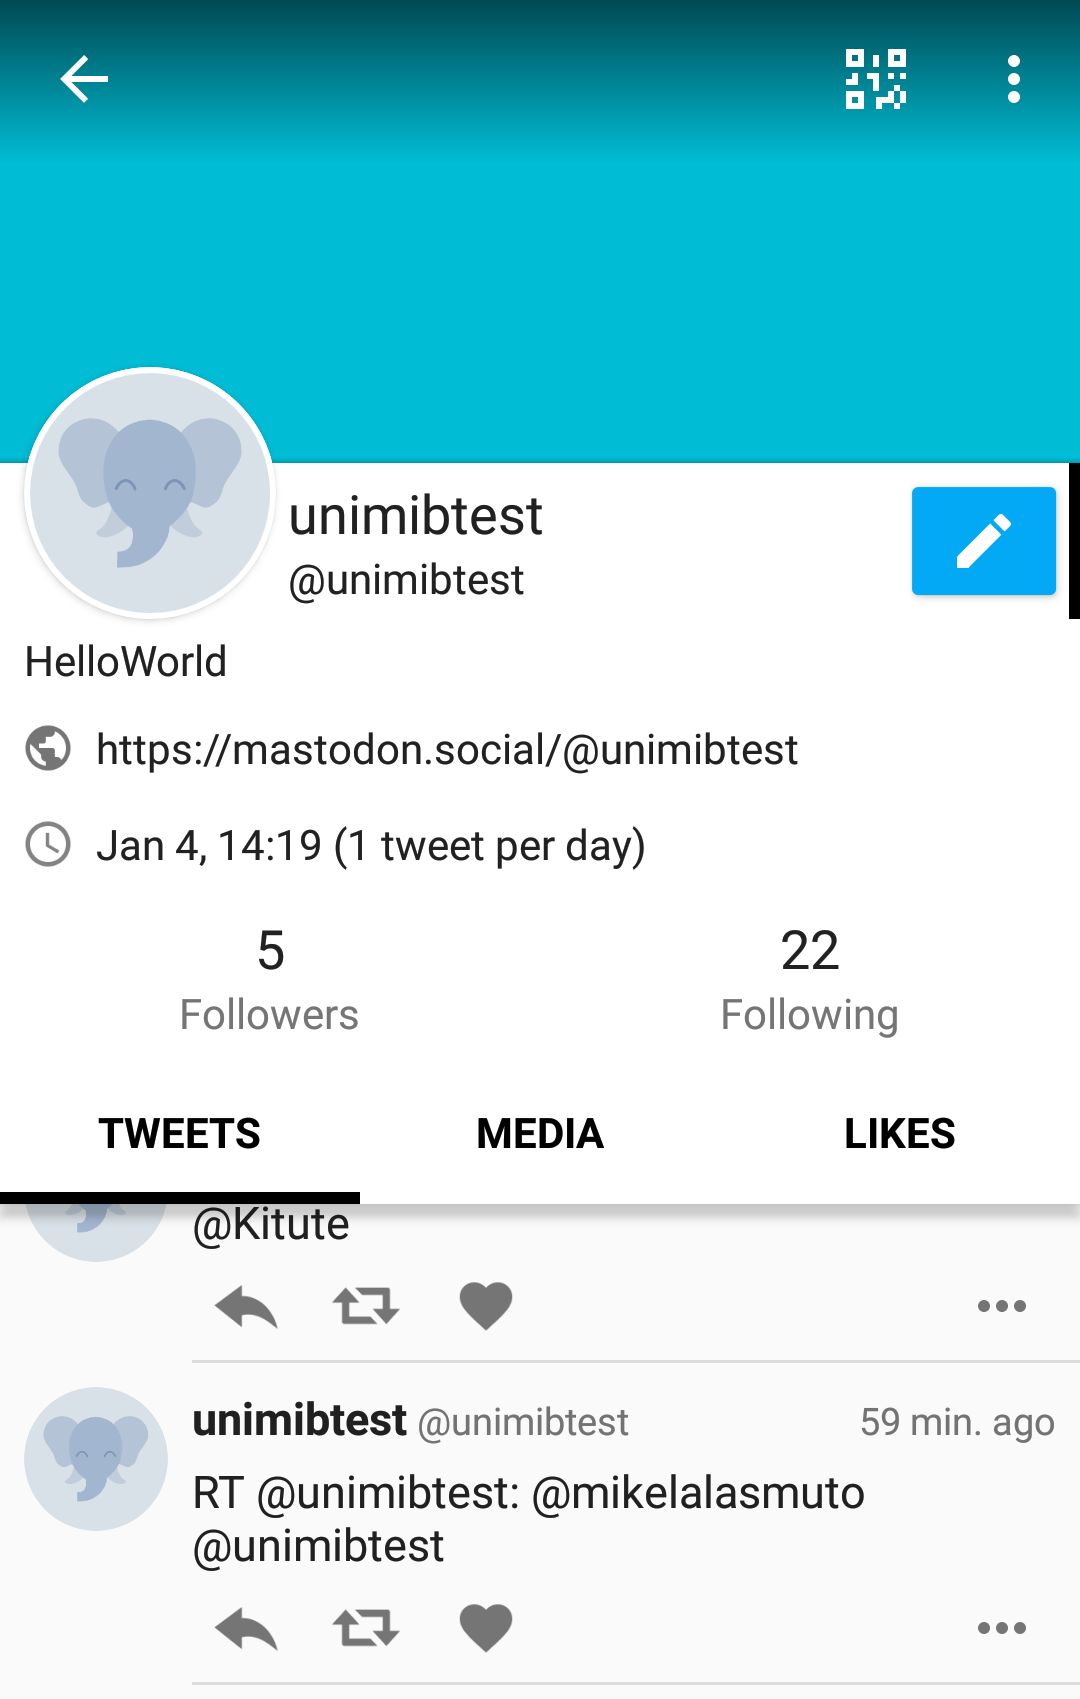 unimibtest
@unimibtest
HelloWorld
https://mastodon.social/@unimibtest
Jan 4, 14:19 (1 tweet per day)
5
Followers
22
Following
TWEETS
MEDIA
LIKES
@Kitute
unimibtest @unimibtest 59 min. ago
RT @unimibtest: @mikelalasmuto
@unimibtest